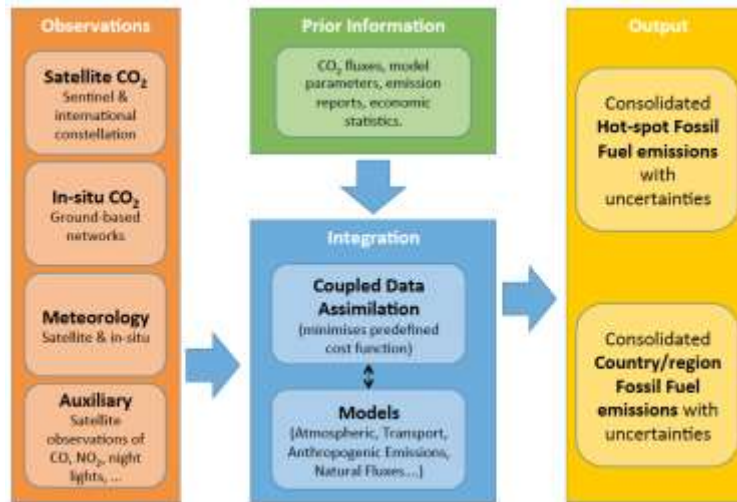 Observations
Satellite CO₂
Sentinel &
international
constellation
In-situ CO₂
Ground-based
networks
Meteorology
Satellite & in-situ
Auxiliary
Satellite
observations of
CO, NO₂, night
lights, ...
Prior Information
CO₂ fluxes, model
parameters, emission
reports, economic
statistics.
Integration
Coupled Data
Assimilation
(minimises predefined
cost function)
Models
(Atmospheric, Transport,
Anthropogenic Emissions,
Natural Fluxes...)
Output
Consolidated
Hot-spot Fossil
Fuel emissions
with
uncertainties
Consolidated
Country/region
Fossil Fuel
emissions with
uncertainties